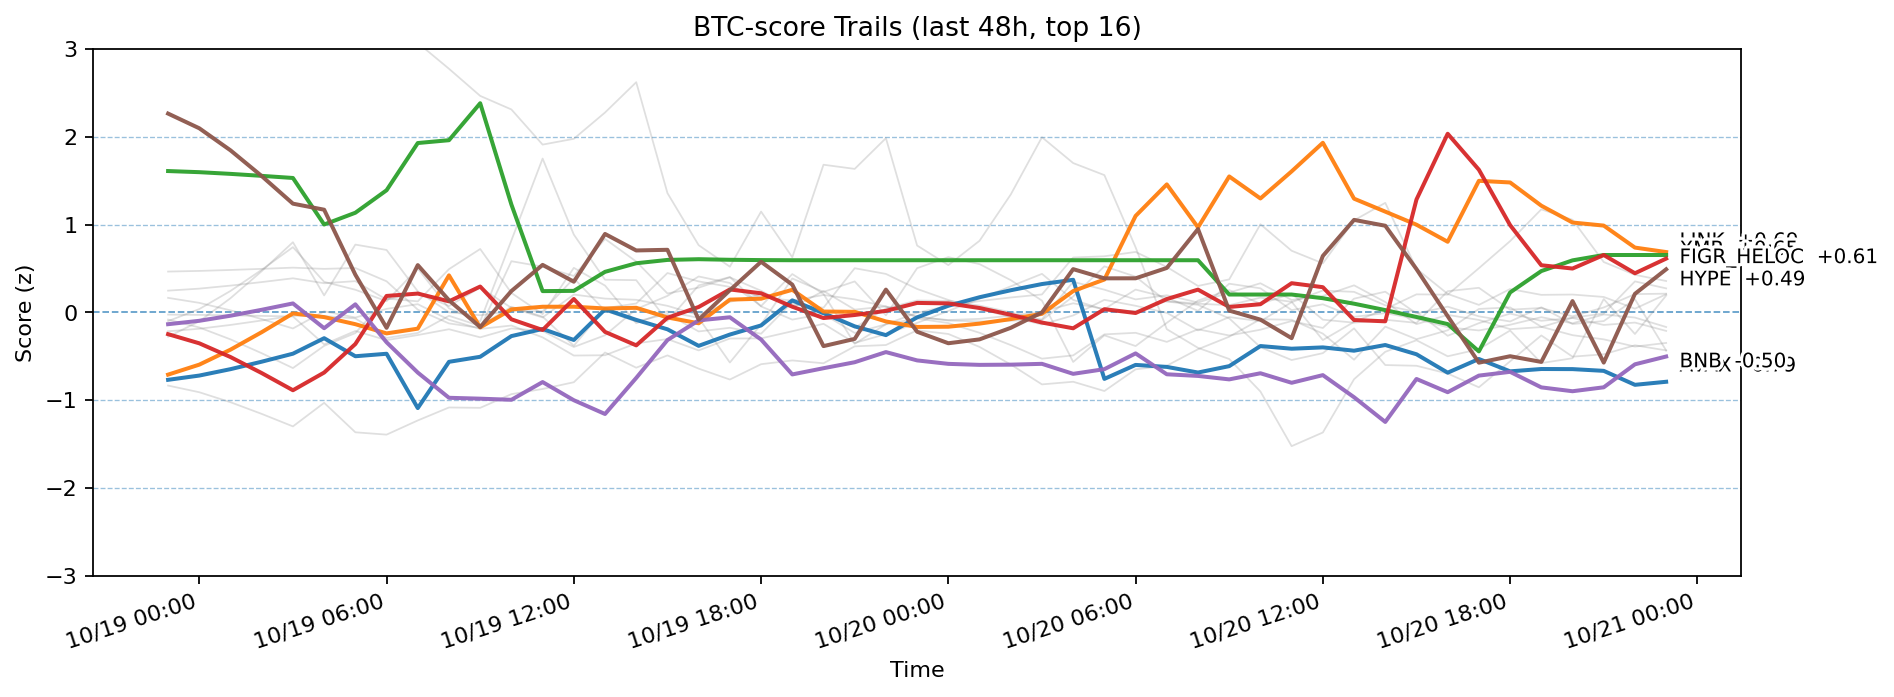 BTC-score Trails (last 48h, top 16)
Score (z)
3
2
1
0
−1
−2
−3
FIGR_HELOC +0.61
HYPE +0.49
BNB -0.50
10/19 00:00
10/19 06:00
10/19 12:00
10/19 18:00
10/20 00:00
10/20 06:00
10/20 12:00
10/20 18:00
10/21 00:00
Time